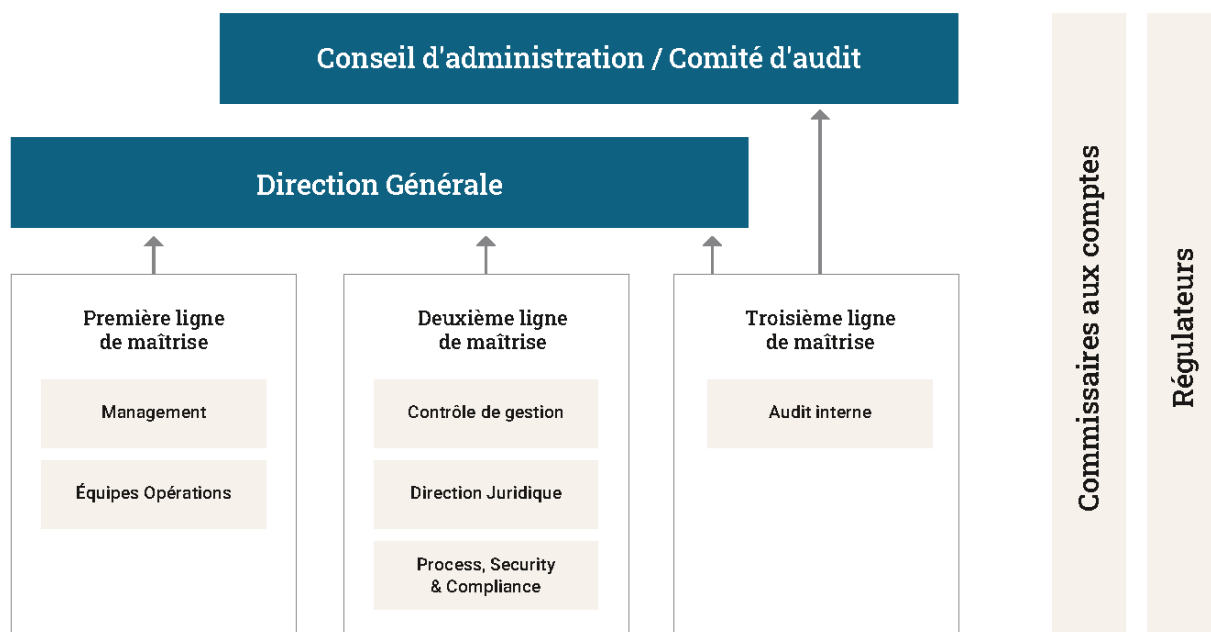 Conseil d'administration / Comité d'audit
Direction Générale
Première ligne
de maîtrise
Management
Équipes Opérations
Deuxième ligne
de maîtrise
Contrôle de gestion
Direction Juridique
Process, Security
& Compliance
Troisième ligne
de maîtrise
Audit interne
Commissaires aux comptes
Régulateurs